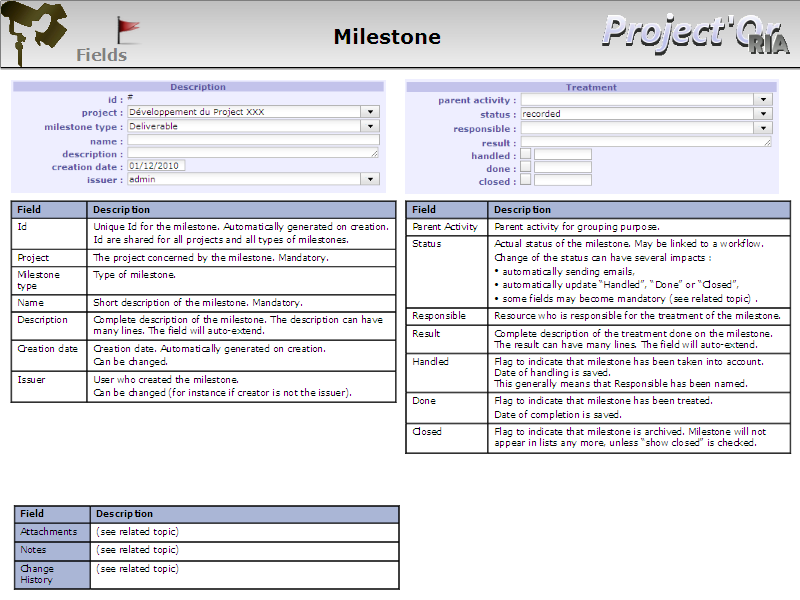 Fields
Milestone
Project'Or
RIA
Description
id : #
project : Développement du Project XXX
milestone type : Deliverable
name :
description :
creation date : 01/12/2010
issuer : admin
Treatment
parent activity :
status : recorded
responsible :
result :
handled :
done :
closed :
Field Description
Id Unique Id for the milestone. Automatically generated on creation.
Id are shared for all projects and all types of milestones.
Project The project concerned by the milestone. Mandatory.
Milestone Type of milestone.
type
Name Short description of the milestone. Mandatory.
Description Complete description of the milestone. The description can have
many lines. The field will auto-extend.
Creation date Creation date. Automatically generated on creation.
Can be changed.
Issuer User who created the milestone.
Can be changed (for instance if creator is not the issuer).
Field Description
Parent Activity Parent activity for grouping purpose.
Status Actual status of the milestone. May be linked to a workflow.
Change of the status can have several impacts :
• automatically sending emails,
• automatically update “Handled”, “Done” or “Closed”,
• some fields may become mandatory (see related topic) .
Responsible Resource who is responsible for the treatment of the milestone.
Result Complete description of the treatment done on the milestone.
The result can have many lines. The field will auto-extend.
Handled Flag to indicate that milestone has been taken into account.
Date of handling is saved.
This generally means that Responsible has been named.
Done Flag to indicate that milestone has been treated.
Date of completion is saved.
Closed Flag to indicate that milestone is archived. Milestone will not
appear in lists any more, unless “show closed” is checked.
Field Description
Attachments (see related topic)
Notes (see related topic)
Change (see related topic)
History